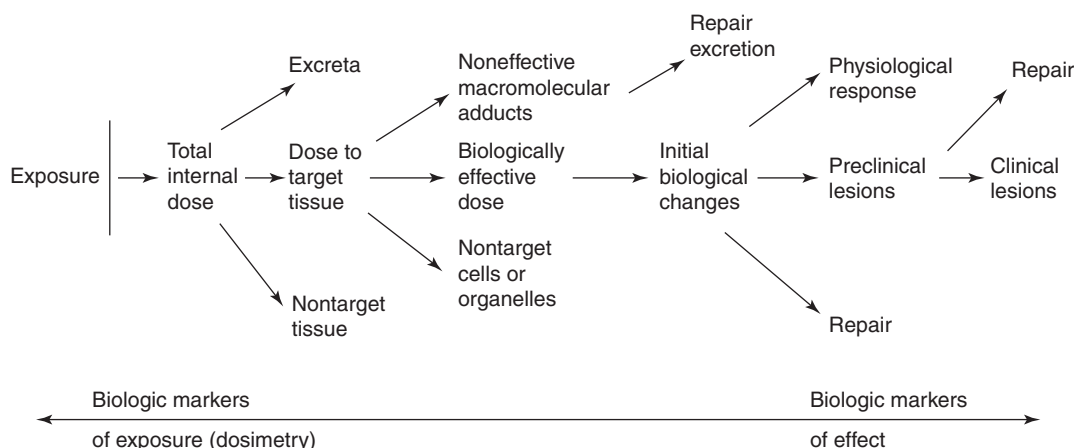 Repair
excretion
Excreta
Noneffective
macromolecular
adducts
Physiological
response
Repair
Exposure
Total
internal
dose
Dose to
target
tissue
Biologically
effective
dose
Initial
biological
changes
Preclinical
lesions
Clinical
lesions
Nontarget
cells or
organelles
Nontarget
tissue
Repair
Biologic markers
of exposure (dosimetry)
Biologic markers
of effect